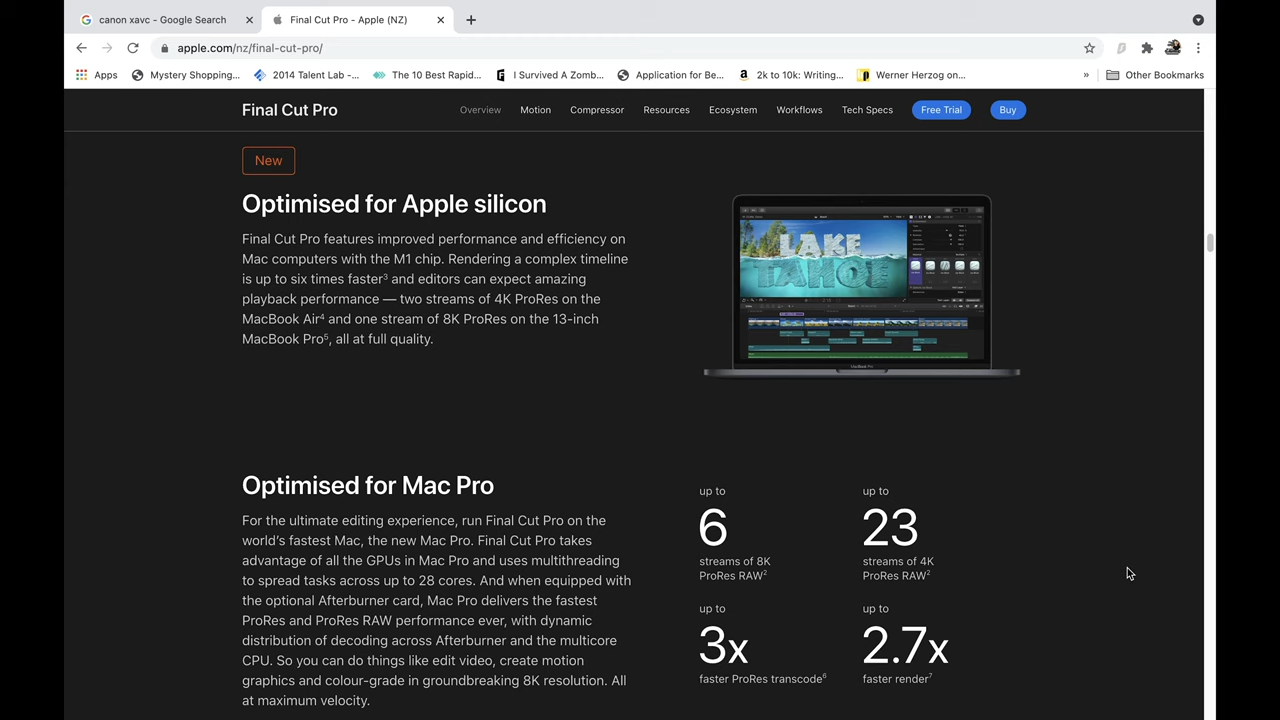 canon xavc - Google Search
Final Cut Pro - Apple (NZ)
apple.com/nz/final-cut-pro/
Apps
Mystery Shopping...
2014 Talent Lab -...
The 10 Best Rapid...
I Survived A Zomb...
Application for Be...
2k to 10k: Writing...
Werner Herzog on...
»
Other Bookmarks
Final Cut Pro
Overview
Motion
Compressor
Resources
Ecosystem
Workflows
Tech Specs
Free Trial
Buy
New
Optimised for Apple silicon
Final Cut Pro features improved performance and efficiency on
Mac computers with the M1 chip. Rendering a complex timeline
is up to six times faster³ and editors can expect amazing
playback performance — two streams of 4K ProRes on the
MacBook Air⁴ and one stream of 8K ProRes on the 13-inch
MacBook Pro⁵, all at full quality.
LAKE
TAHOE
MacBook Pro
Optimised for Mac Pro
For the ultimate editing experience, run Final Cut Pro on the
world's fastest Mac, the new Mac Pro. Final Cut Pro takes
advantage of all the GPUs in Mac Pro and uses multithreading
to spread tasks across up to 28 cores. And when equipped with
the optional Afterburner card, Mac Pro delivers the fastest
ProRes and ProRes RAW performance ever, with dynamic
distribution of decoding across Afterburner and the multicore
CPU. So you can do things like edit video, create motion
graphics and colour-grade in groundbreaking 8K resolution. All
at maximum velocity.
up to
6
streams of 8K
ProRes RAW²
up to
23
streams of 4K
ProRes RAW²
up to
3x
faster ProRes transcode⁶
up to
2.7x
faster render⁷